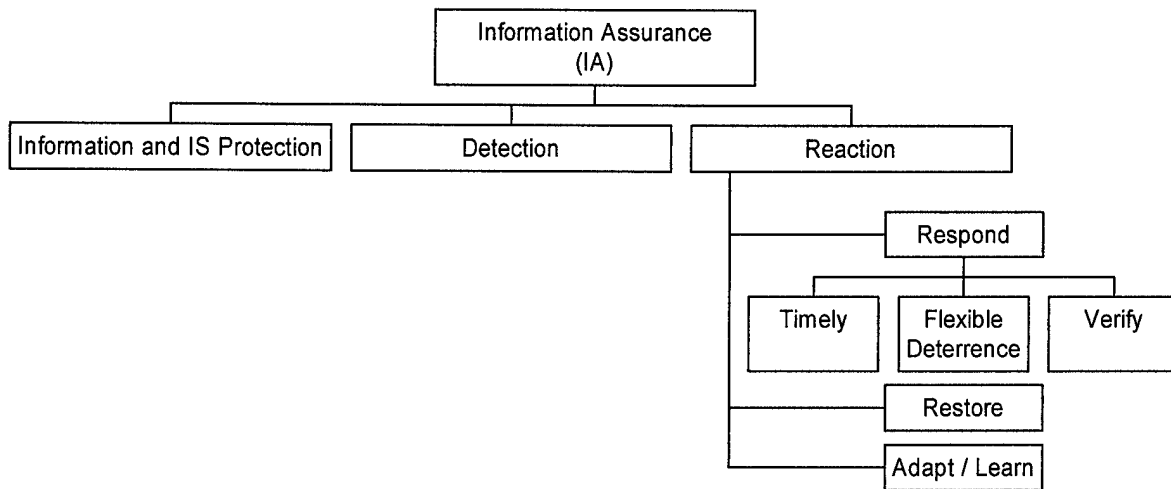 Information Assurance
(IA)
Information and IS Protection
Detection
Reaction
Respond
Timely
Flexible
Deterrence
Verify
Restore
Adapt / Learn